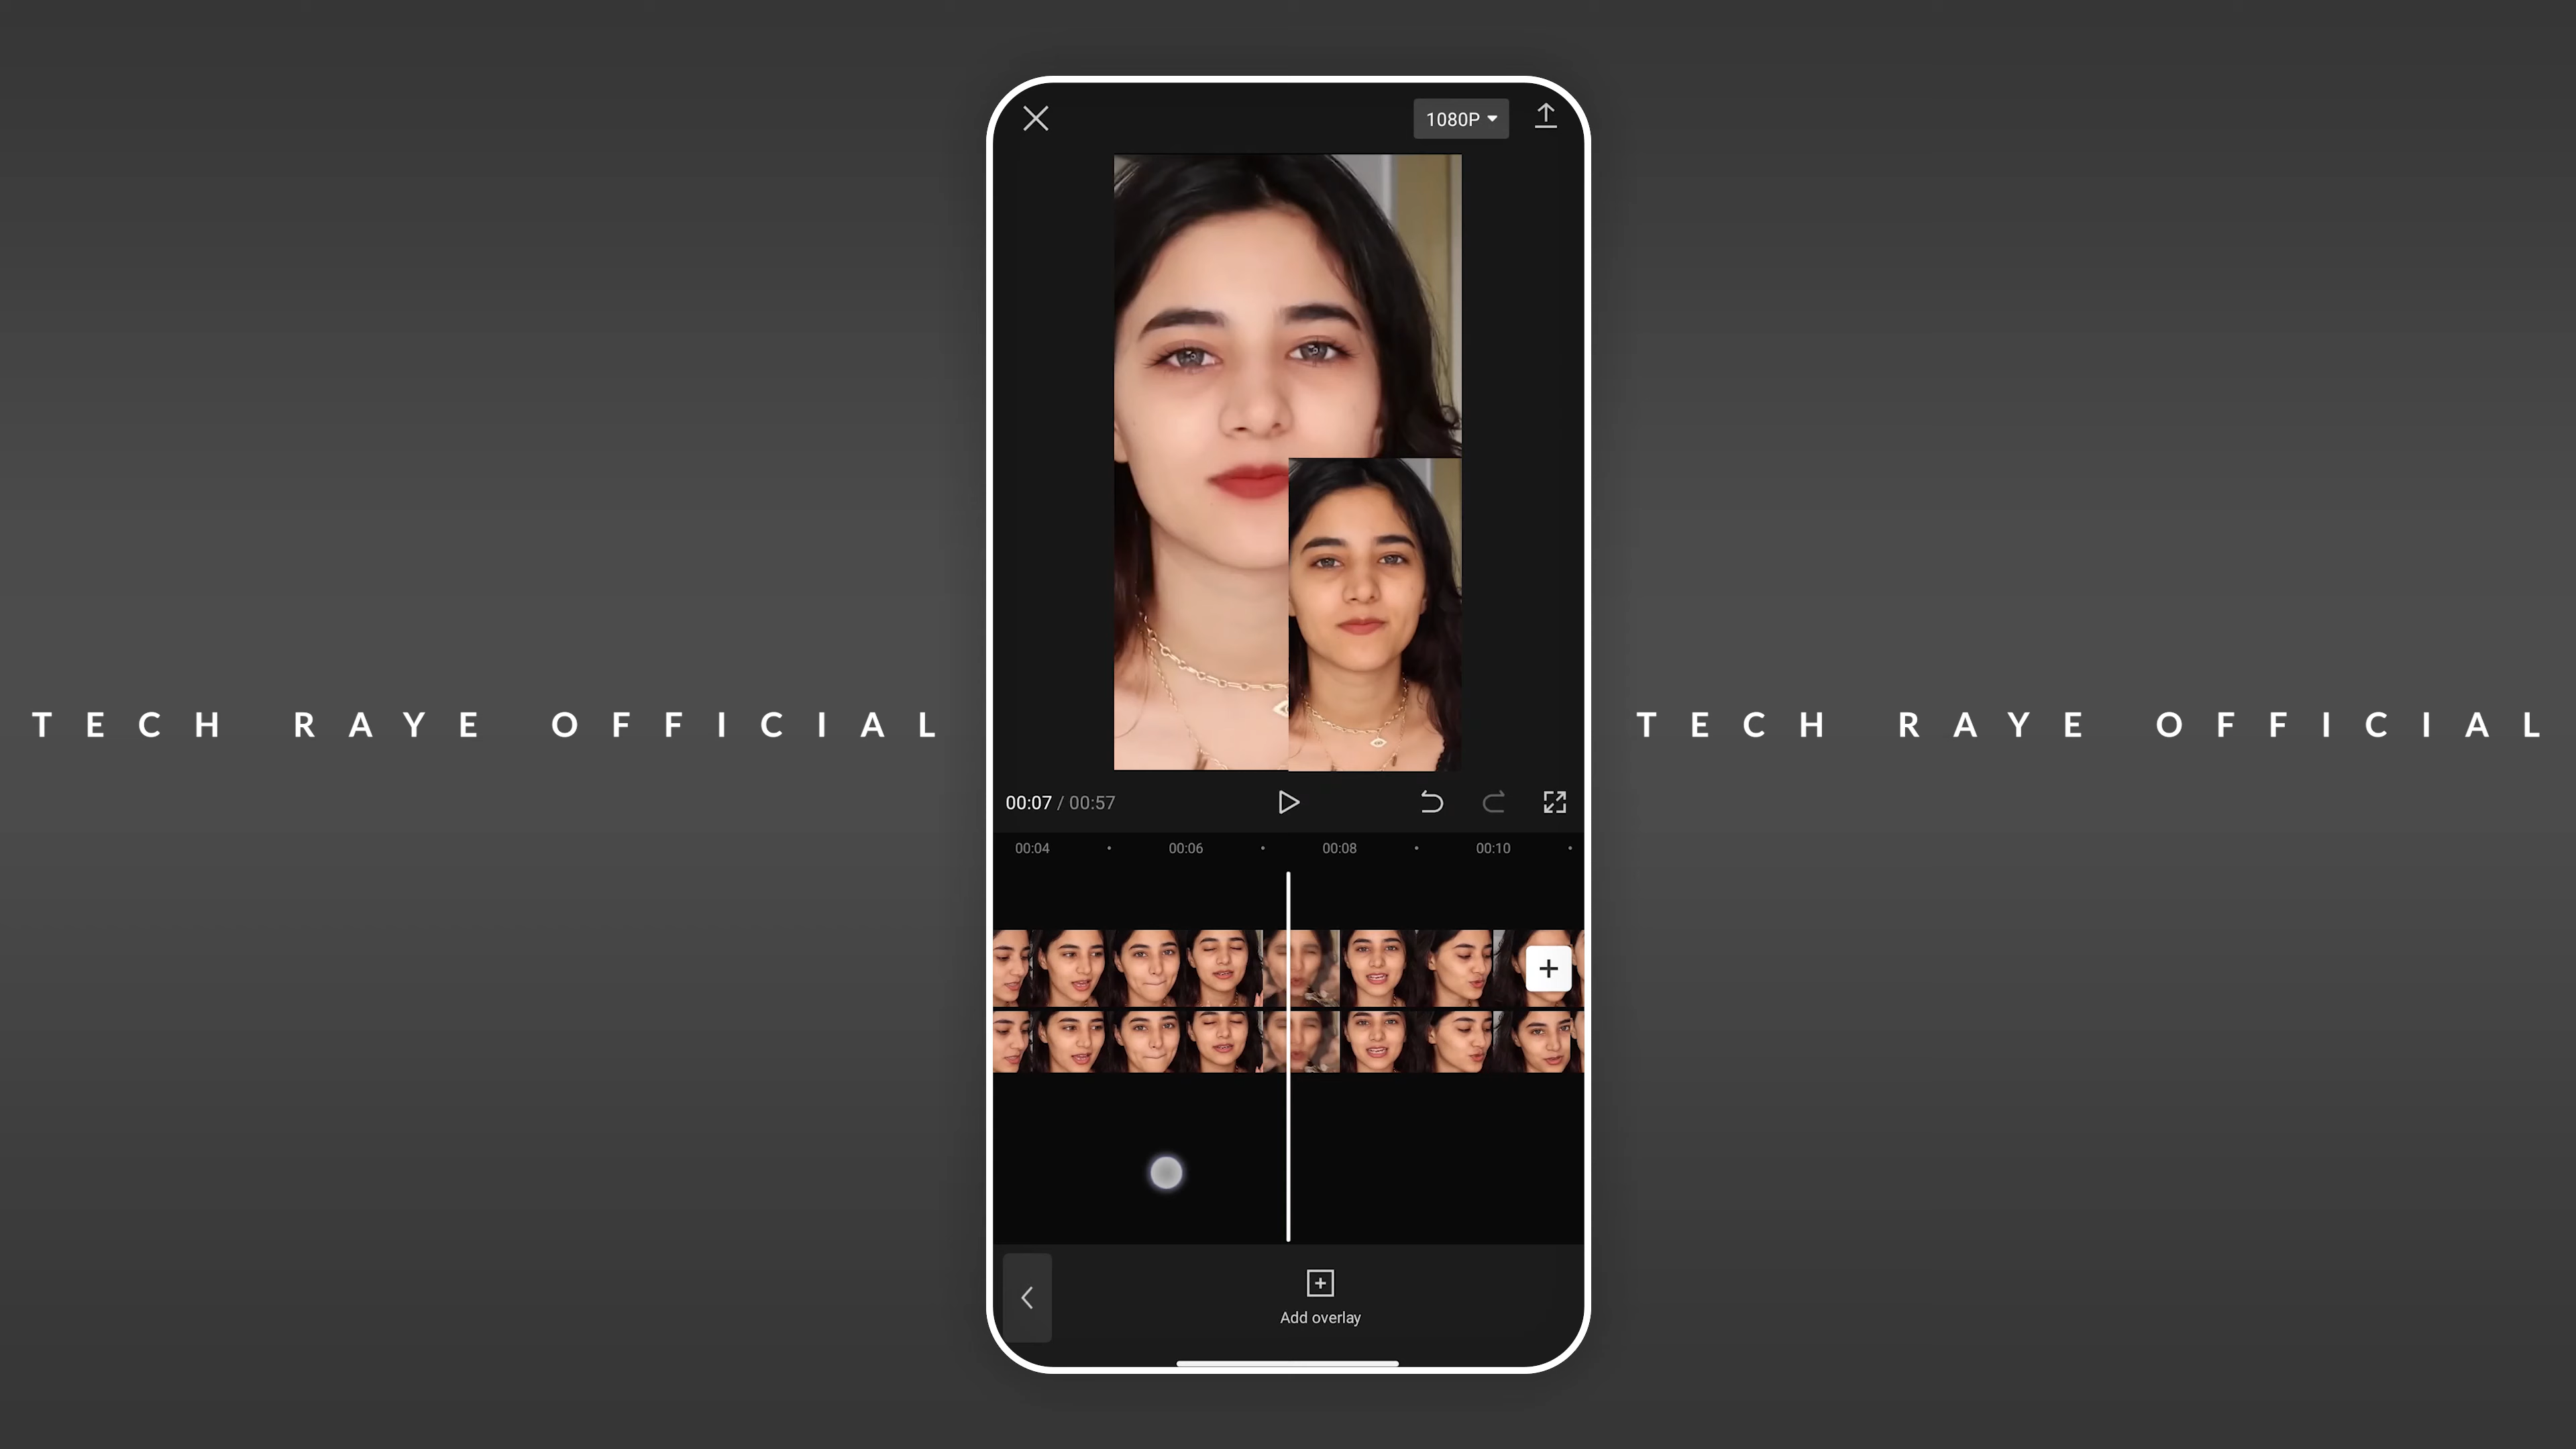 1080P
TECH RAYE OFFICIAL
TECH RAYE OFFICIAL
00:07 / 00:57
00:04
00:06
00:08
00:10
Add overlay